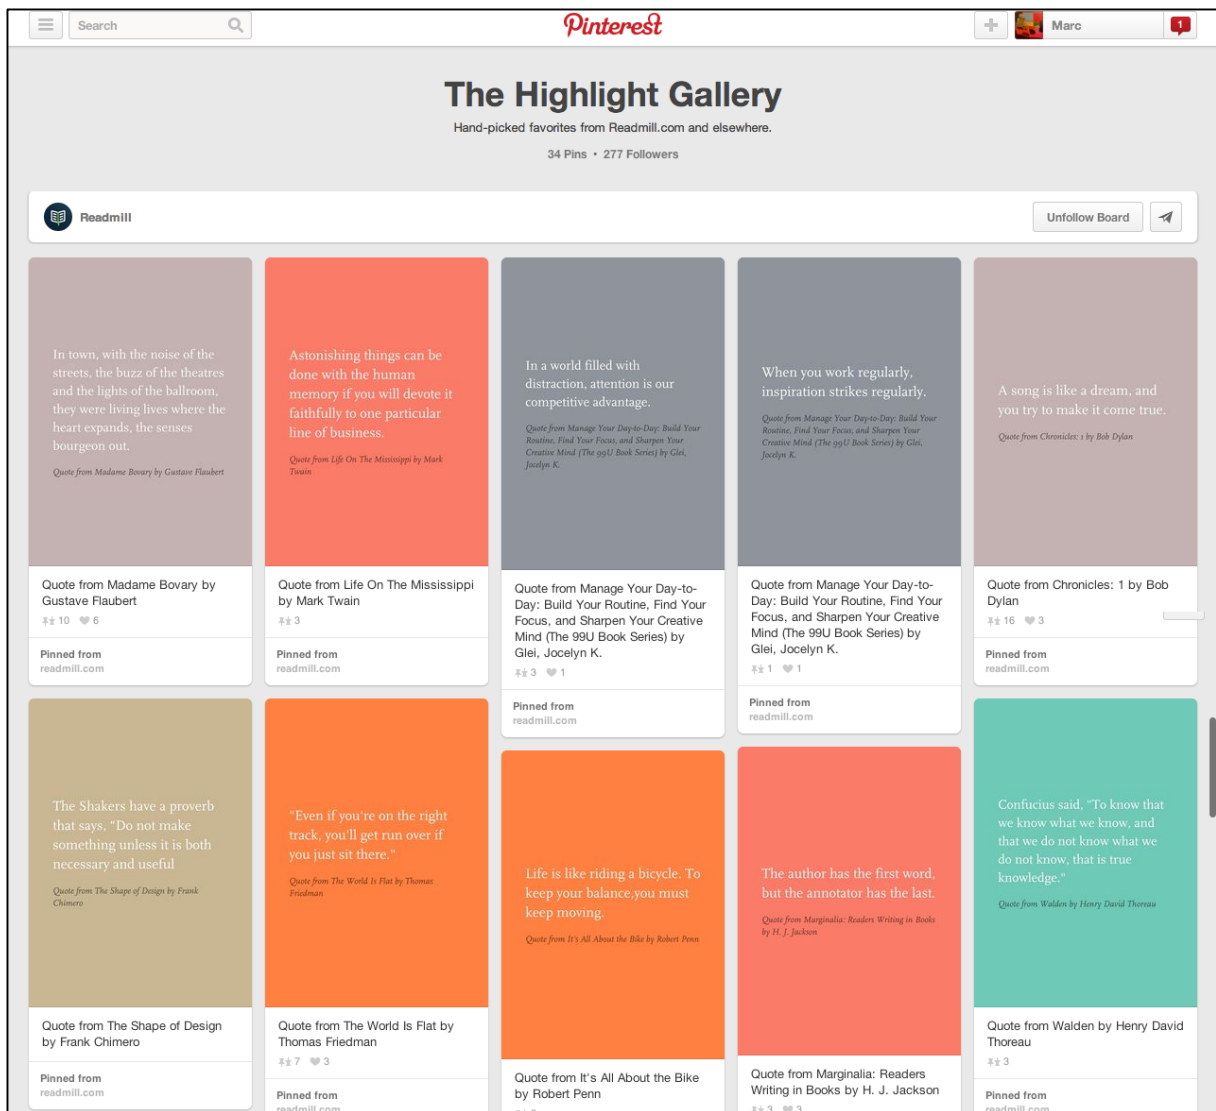 Search
Pinterest
Marc
1
The Highlight Gallery
Hand-picked favorites from Readmill.com and elsewhere.
34 Pins • 277 Followers
Readmill
Unfollow Board
In town, with the noise of the
streets, the buzz of the theatres
and the lights of the ballroom,
they were living lives where the
heart expands, the senses
bourgeon out.
Quote from Madame Bovary by Gustave Flaubert
Quote from Madame Bovary by
Gustave Flaubert
10 6
Pinned from
readmill.com
Astonishing things can be
done with the human
memory if you will devote it
faithfully to one particular
line of business.
Quote from Life On The Mississippi by Mark
Twain
Quote from Life On The Mississippi
by Mark Twain
3
Pinned from
readmill.com
In a world filled with
distraction, attention is our
competitive advantage.
Quote from Manage Your Day-to-Day: Build Your
Routine, Find Your Focus, and Sharpen Your
Creative Mind (The 99U Book Series) by Glei,
Jocelyn K.
Quote from Manage Your Day-to-
Day: Build Your Routine, Find Your
Focus, and Sharpen Your Creative
Mind (The 99U Book Series) by
Glei, Jocelyn K.
3 1
Pinned from
readmill.com
When you work regularly,
inspiration strikes regularly.
Quote from Manage Your Day-to-Day: Build Your
Routine, Find Your Focus, and Sharpen Your
Creative Mind (The 99U Book Series) by Glei,
Jocelyn K.
Quote from Manage Your Day-to-
Day: Build Your Routine, Find Your
Focus, and Sharpen Your Creative
Mind (The 99U Book Series) by
Glei, Jocelyn K.
1 1
Pinned from
readmill.com
A song is like a dream, and
you try to make it come true.
Quote from Chronicles: 1 by Bob Dylan
Quote from Chronicles: 1 by Bob
Dylan
16 3
Pinned from
readmill.com
The Shakers have a proverb
that says, "Do not make
something unless it is both
necessary and useful
Quote from The Shape of Design by Frank
Chimero
Quote from The Shape of Design
by Frank Chimero
Pinned from
readmill.com
"Even if you're on the right
track, you'll get run over if
you just sit there."
Quote from The World Is Flat by Thomas
Friedman
Quote from The World Is Flat by
Thomas Friedman
7 3
Pinned from
readmill.com
Life is like riding a bicycle. To
keep your balance,you must
keep moving.
Quote from It's All About the Bike by Robert Penn
Quote from It's All About the Bike
by Robert Penn
The author has the first word,
but the annotator has the last.
Quote from Marginalia: Readers Writing in Books
by H. J. Jackson
Quote from Marginalia: Readers
Writing in Books by H. J. Jackson
3 3
Confucius said, "To know that
we know what we know, and
that we do not know what we
do not know, that is true
knowledge."
Quote from Walden by Henry David Thoreau
Quote from Walden by Henry David
Thoreau
3
Pinned from
readmill.com